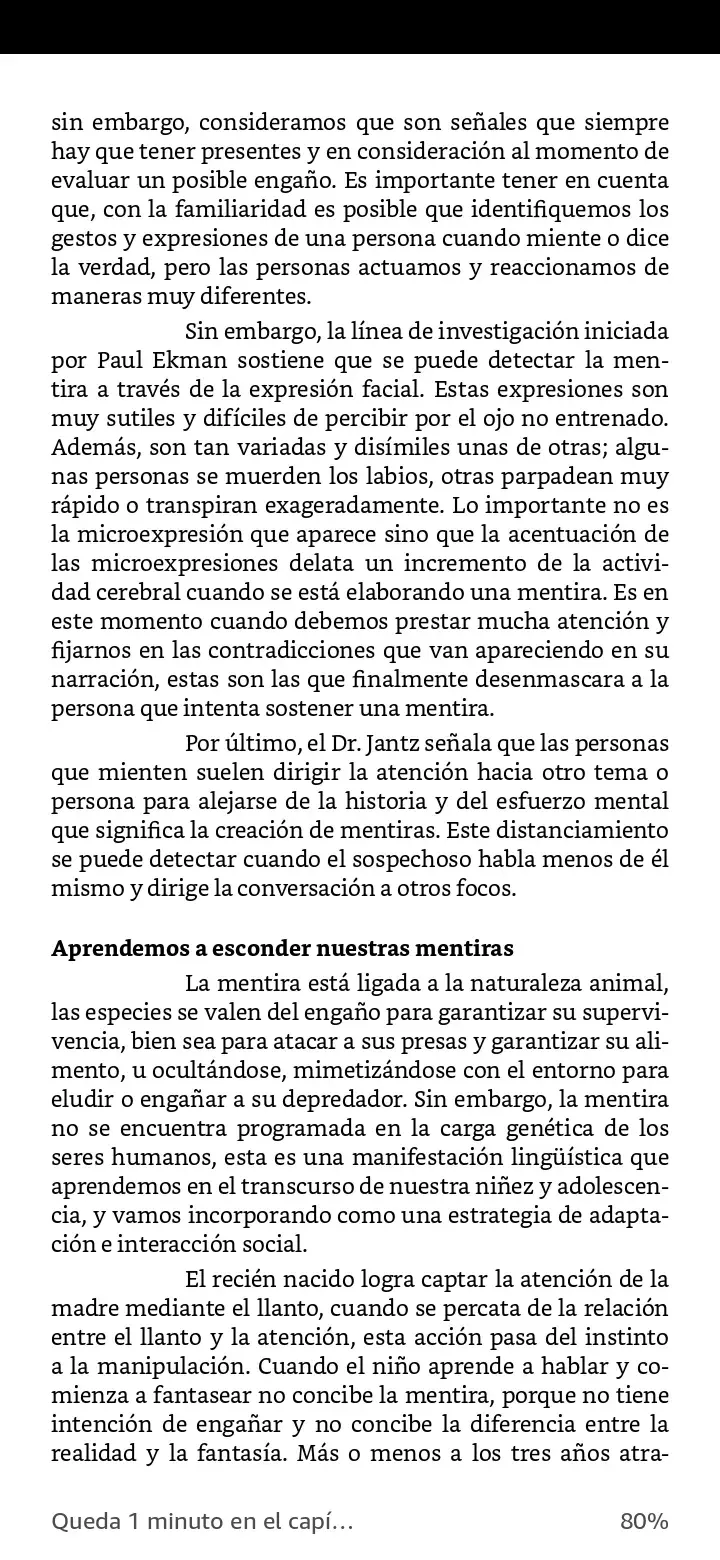 sin embargo, consideramos que son señales que siempre
hay que tener presentes y en consideración al momento de
evaluar un posible engaño. Es importante tener en cuenta
que, con la familiaridad es posible que identifiquemos los
gestos y expresiones de una persona cuando miente o dice
la verdad, pero las personas actuamos y reaccionamos de
maneras muy diferentes.
Sin embargo, la línea de investigación iniciada
por Paul Ekman sostiene que se puede detectar la men-
tira a través de la expresión facial. Estas expresiones son
muy sutiles y difíciles de percibir por el ojo no entrenado.
Además, son tan variadas y disímiles unas de otras; algu-
nas personas se muerden los labios, otras parpadean muy
rápido o transpiran exageradamente. Lo importante no es
la microexpresión que aparece sino que la acentuación de
las microexpresiones delata un incremento de la activi-
dad cerebral cuando se está elaborando una mentira. Es en
este momento cuando debemos prestar mucha atención y
fijarnos en las contradicciones que van apareciendo en su
narración, estas son las que finalmente desenmascara a la
persona que intenta sostener una mentira.
Por último, el Dr. Jantz señala que las personas
que mienten suelen dirigir la atención hacia otro tema o
persona para alejarse de la historia y del esfuerzo mental
que significa la creación de mentiras. Este distanciamiento
se puede detectar cuando el sospechoso habla menos de él
mismo y dirige la conversación a otros focos.
Aprendemos a esconder nuestras mentiras
La mentira está ligada a la naturaleza animal,
las especies se valen del engaño para garantizar su supervi-
vencia, bien sea para atacar a sus presas y garantizar su ali-
mento, u ocultándose, mimetizándose con el entorno para
eludir o engañar a su depredador. Sin embargo, la mentira
no se encuentra programada en la carga genética de los
seres humanos, esta es una manifestación lingüística que
aprendemos en el transcurso de nuestra niñez y adolescen-
cia, y vamos incorporando como una estrategia de adapta-
ción e interacción social.
El recién nacido logra captar la atención de la
madre mediante el llanto, cuando se percata de la relación
entre el llanto y la atención, esta acción pasa del instinto
a la manipulación. Cuando el niño aprende a hablar y co-
mienza a fantasear no concibe la mentira, porque no tiene
intención de engañar y no concibe la diferencia entre la
realidad y la fantasía. Más o menos a los tres años atra-
Queda 1 minuto en el capí… 80%